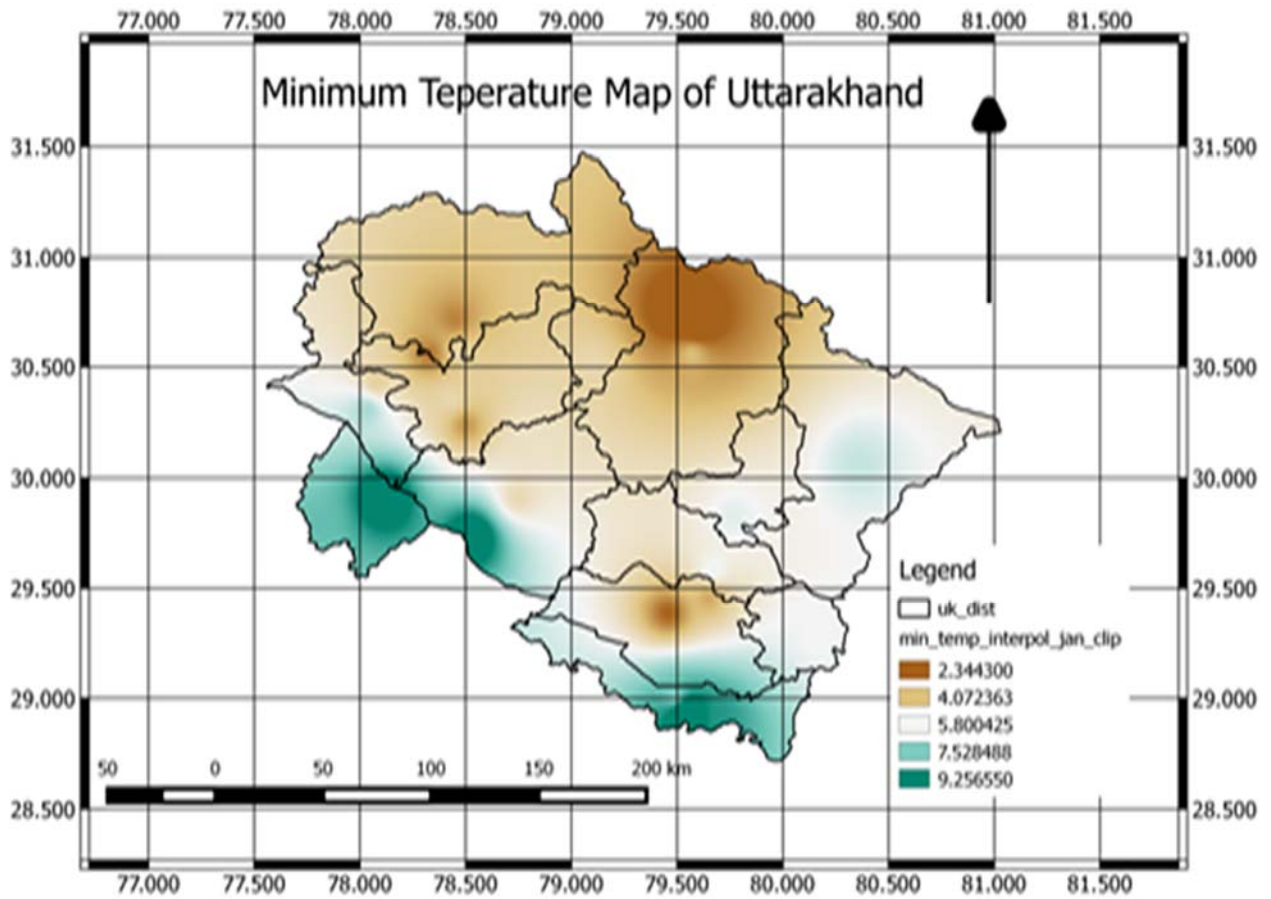 77.000 77.500 78.000 78.500 79.000 79.500 80.000 80.500 81.000 81.500
Minimum Teperature Map of Uttarakhand
31.500 31.500
31.000 31.000
30.500 30.500
30.000 30.000
29.500 29.500
29.000 29.000
28.500 28.500
Legend
uk_dist
min_temp_interpol_jan_clip
2.344300
4.072363
5.800425
7.528488
9.256550
50 0 50 100 150 200 km
77.000 77.500 78.000 78.500 79.000 79.500 80.000 80.500 81.000 81.500